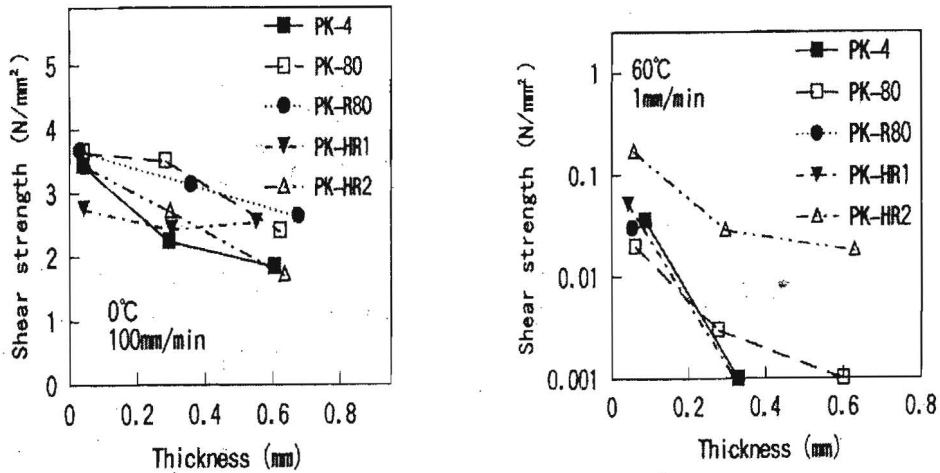 Shear strength (N/mm²)
5
4
3
2
1
0
PK-4
PK-80
PK-R80
PK-HR1
PK-HR2
0℃
100mm/min
0 0.2 0.4 0.6 0.8
Thickness (mm)
Shear strength (N/mm²)
1
0.1
0.01
0.001
60℃
1mm/min
PK-4
PK-80
PK-R80
PK-HR1
PK-HR2
0 0.2 0.4 0.6 0.8
Thickness (mm)